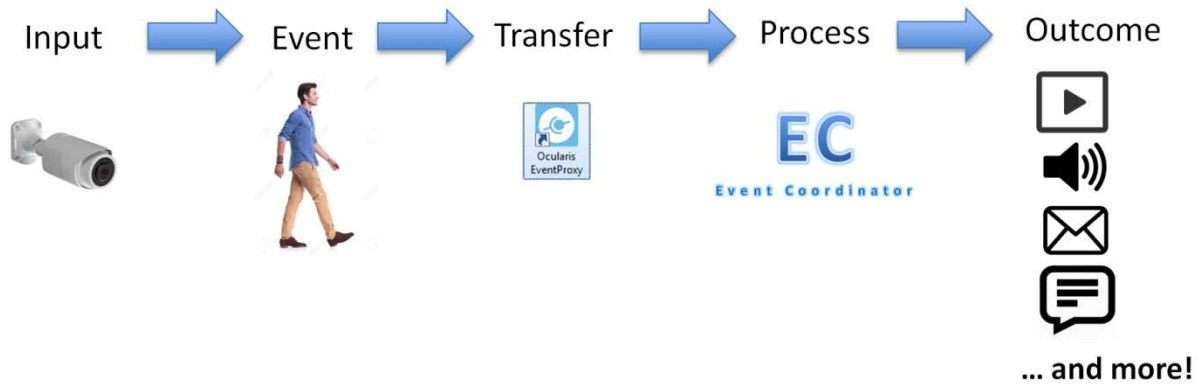 Input
Event
Transfer
Process
Outcome
Ocularis
EventProxy
EC
Event Coordinator
... and more!